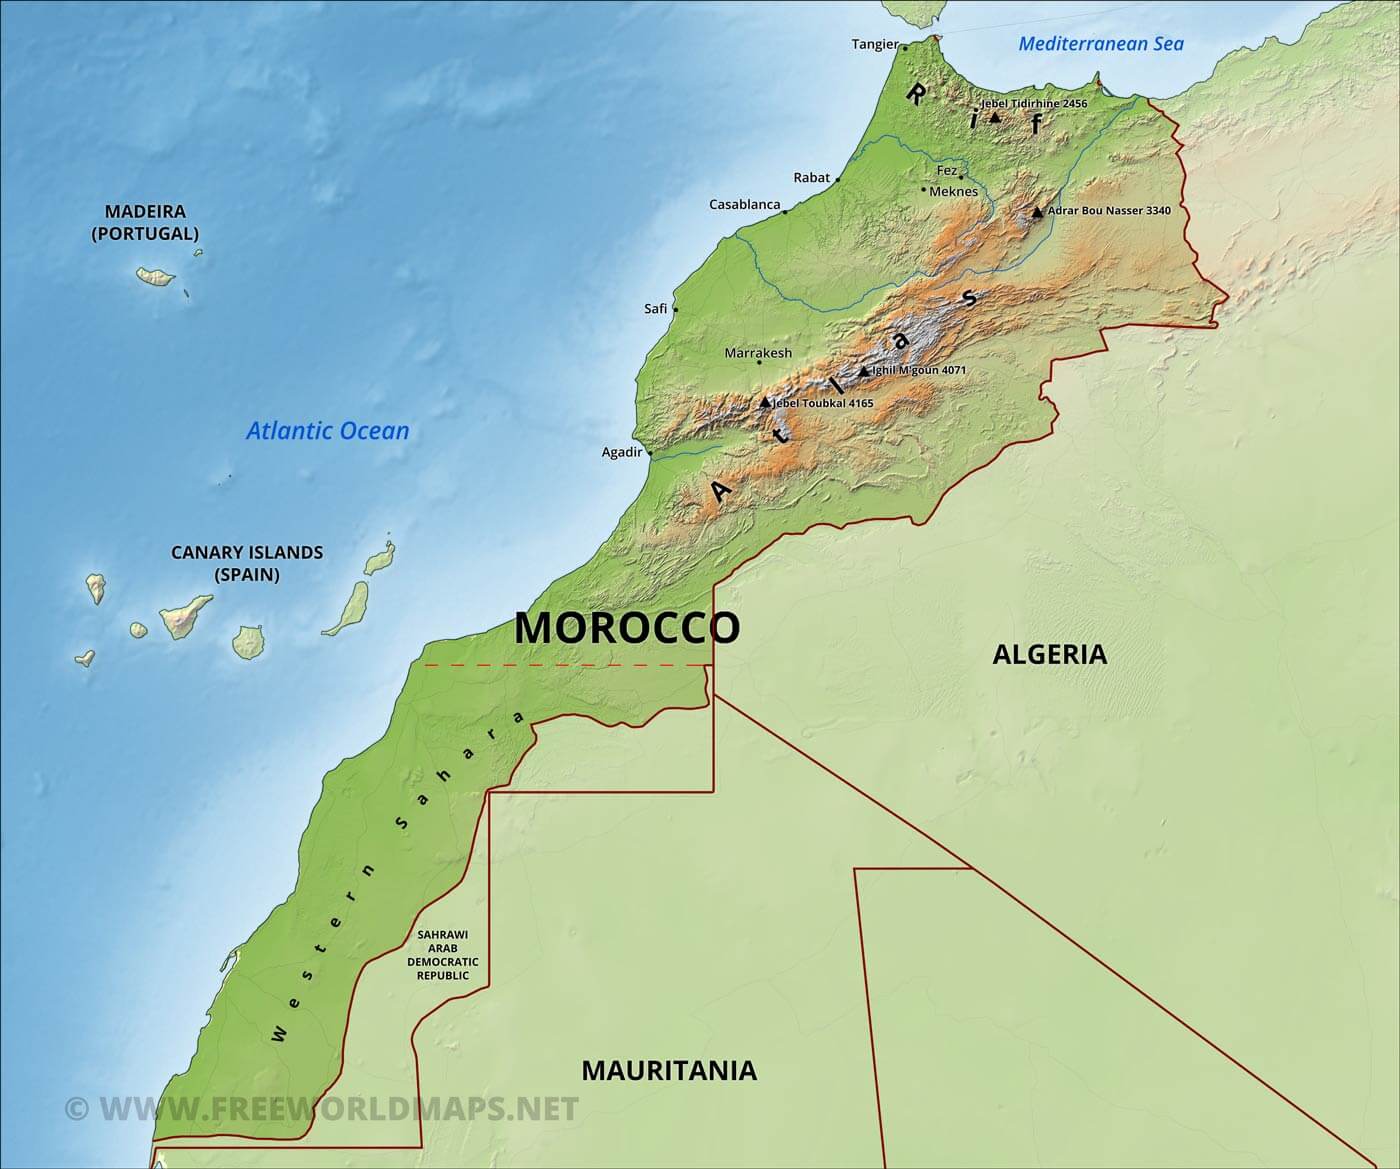 Tangier
Mediterranean Sea
Rif
Jebel Tidirhine 2456
Rabat
Fez
Meknes
Casablanca
MADEIRA
(PORTUGAL)
Adrar Bou Nasser 3340
Safi
Marrakesh
Ighil M'goun 4071
Jebel Toubkal 4165
Atlas
Atlantic Ocean
Agadir
CANARY ISLANDS
(SPAIN)
MOROCCO
ALGERIA
Western Sahara
SAHRAWI
ARAB
DEMOCRATIC
REPUBLIC
MAURITANIA
© WWW.FREEWORLDMAPS.NET